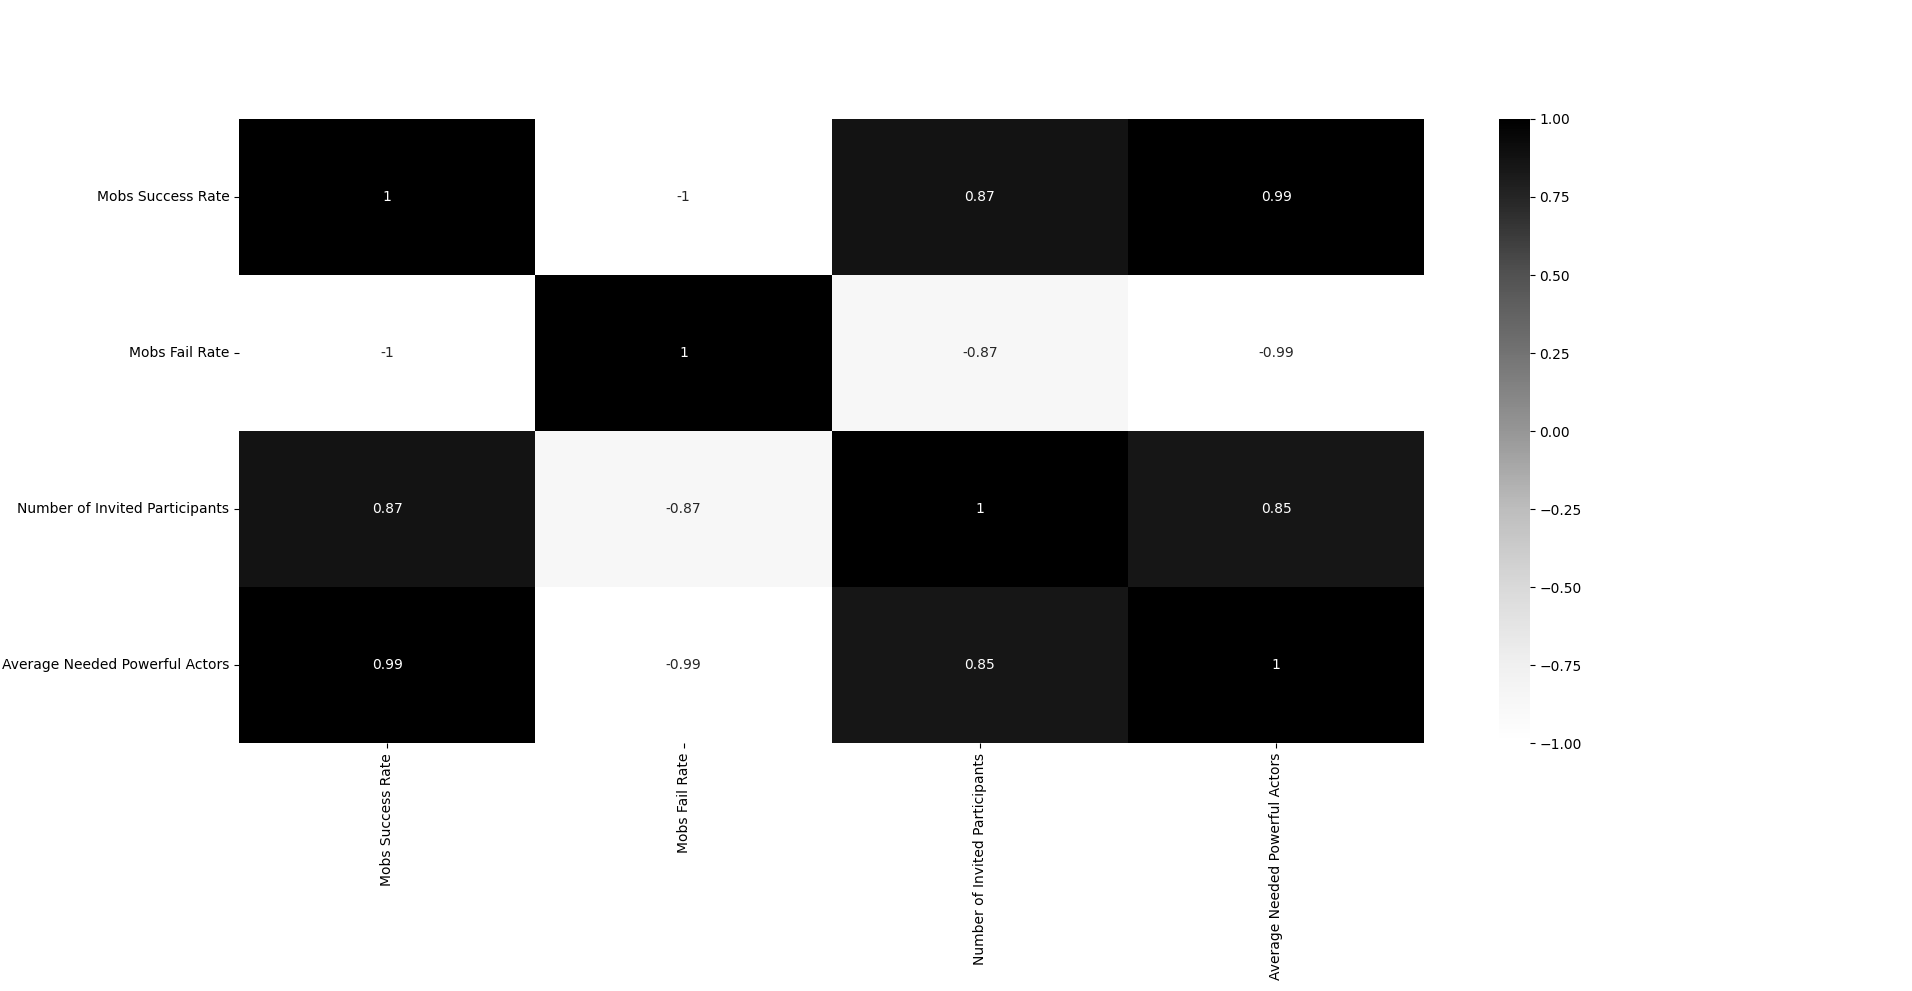 Mobs Success Rate 1 -1 0.87 0.99
Mobs Fail Rate -1 1 -0.87 -0.99
Number of Invited Participants 0.87 -0.87 1 0.85
Average Needed Powerful Actors 0.99 -0.99 0.85 1
Mobs Success Rate
Mobs Fail Rate
Number of Invited Participants
Average Needed Powerful Actors
1.00
0.75
0.50
0.25
0.00
−0.25
−0.50
−0.75
−1.00